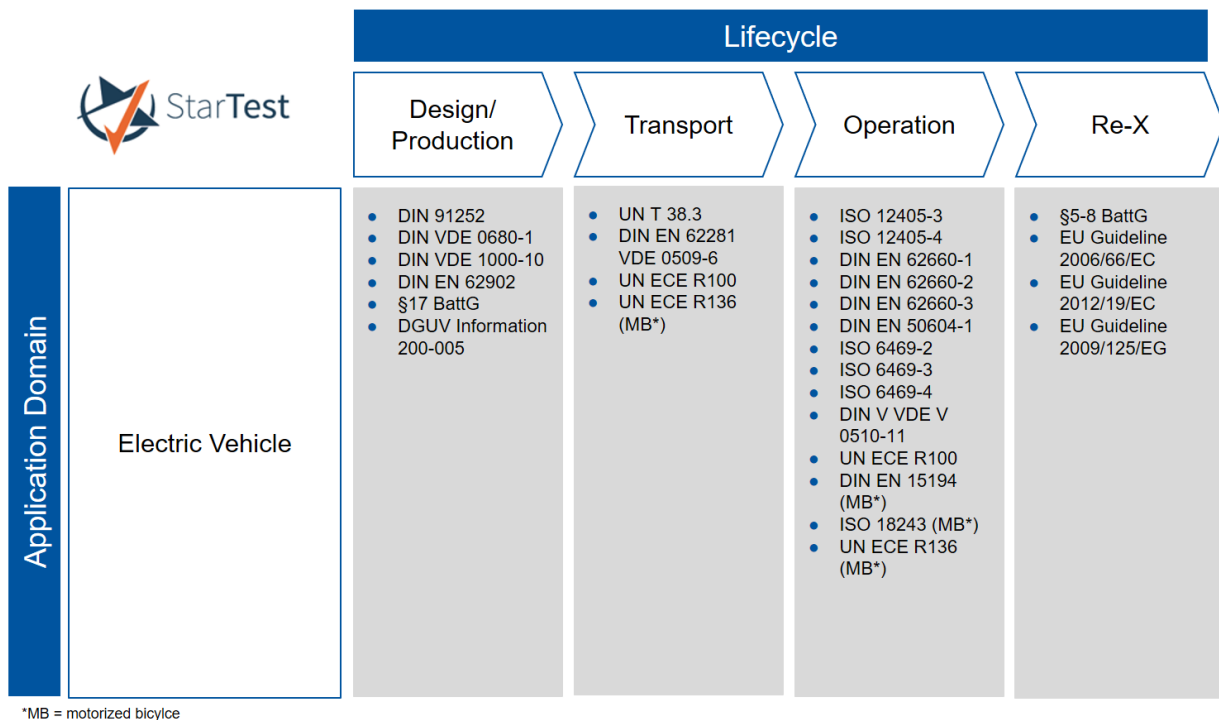 Lifecycle
StarTest
Design/
Production
Transport
Operation
Re-X
Application Domain
Electric Vehicle
● DIN 91252
● DIN VDE 0680-1
● DIN VDE 1000-10
● DIN EN 62902
● §17 BattG
● DGUV Information
200-005
● UN T 38.3
● DIN EN 62281
VDE 0509-6
● UN ECE R100
● UN ECE R136
(MB*)
● ISO 12405-3
● ISO 12405-4
● DIN EN 62660-1
● DIN EN 62660-2
● DIN EN 62660-3
● DIN EN 50604-1
● ISO 6469-2
● ISO 6469-3
● ISO 6469-4
● DIN V VDE V
0510-11
● UN ECE R100
● DIN EN 15194
(MB*)
● ISO 18243 (MB*)
● UN ECE R136
(MB*)
● §5-8 BattG
● EU Guideline
2006/66/EC
● EU Guideline
2012/19/EC
● EU Guideline
2009/125/EG
*MB = motorized bicylce